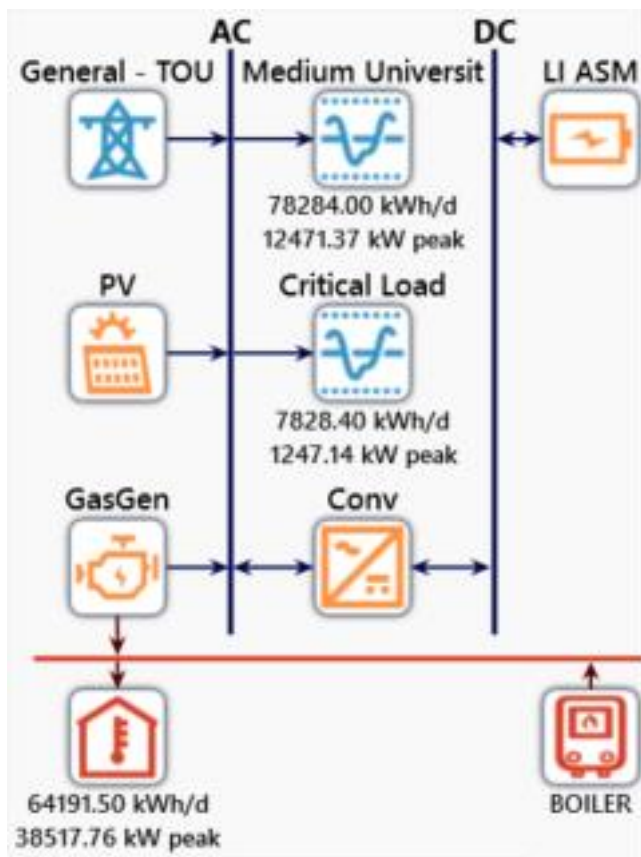 AC DC
General - TOU Medium Universit LI ASM
78284.00 kWh/d
12471.37 kW peak
PV Critical Load
7828.40 kWh/d
1247.14 kW peak
GasGen Conv
64191.50 kWh/d BOILER
38517.76 kW peak